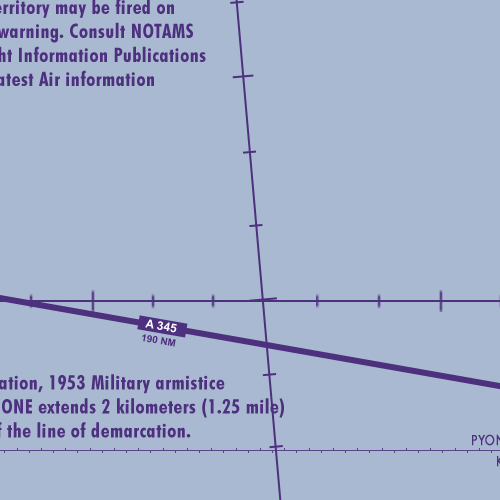 erritory may be fired on
warning. Consult NOTAMS
ht Information Publications
atest Air information
A 345
190 NM
ation, 1953 Military armistice
ONE extends 2 kilometers (1.25 mile)
f the line of demarcation.
PYON
K